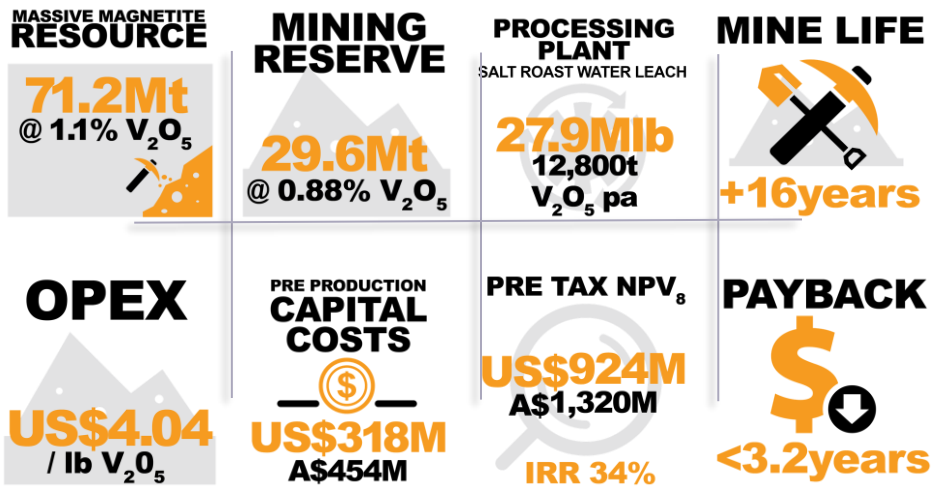 MASSIVE MAGNETITE
RESOURCE
71.2Mt
@ 1.1% V₂O₅
MINING
RESERVE
29.6Mt
@ 0.88% V₂O₅
PROCESSING
PLANT
SALT ROAST WATER LEACH
27.9Mlb
12,800t
V₂O₅ pa
MINE LIFE
+16years
OPEX
US$4.04
/ lb V₂0₅
PRE PRODUCTION
CAPITAL
COSTS
$
US$318M
A$454M
PRE TAX NPV₈
US$924M
A$1,320M
IRR 34%
PAYBACK
$
<3.2years